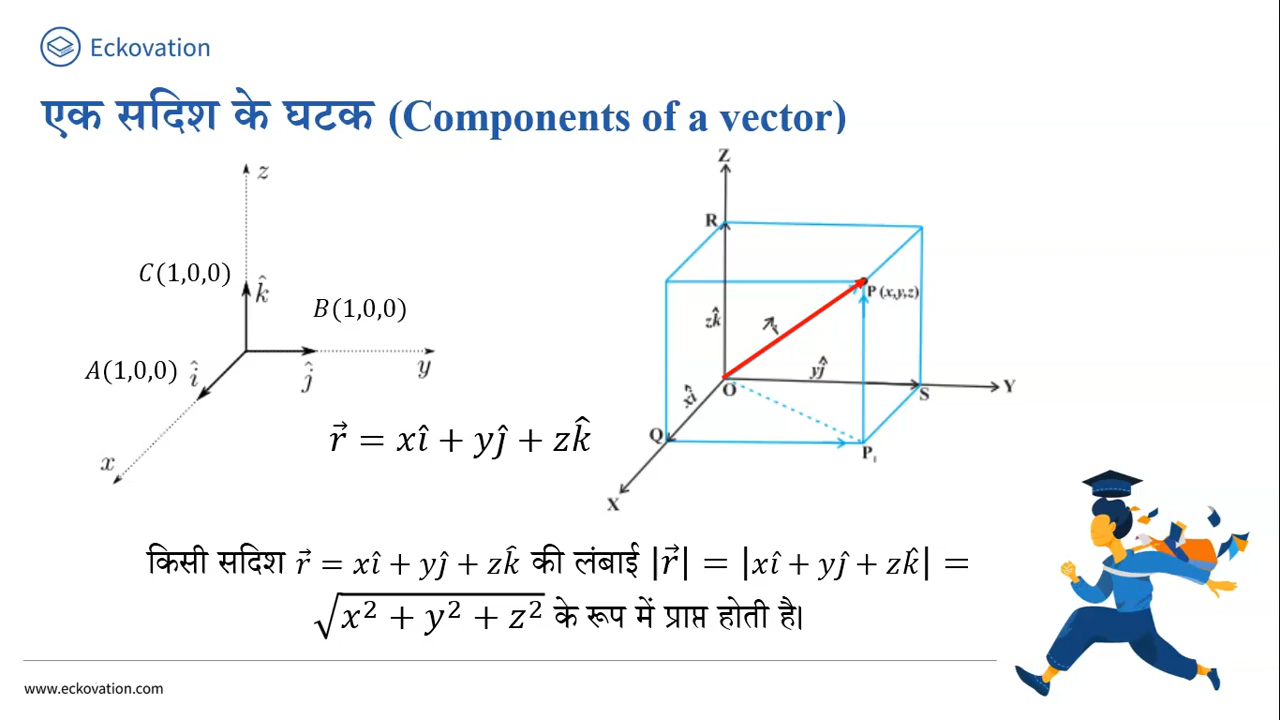 Eckovation
एक सदिश के घटक (Components of a vector)
z
C(1,0,0)
k̂
B(1,0,0)
A(1,0,0) î
ĵ
y
x
r⃗ = xî + yĵ + zk̂
Z
R
P (x,y,z)
zk̂
r⃗
yĵ
O
S
Y
xî
Q
P₁
X
किसी सदिश r⃗ = xî + yĵ + zk̂ की लंबाई |r⃗| = |xî + yĵ + zk̂| =
√(x² + y² + z²) के रूप में प्राप्त होती है।
www.eckovation.com